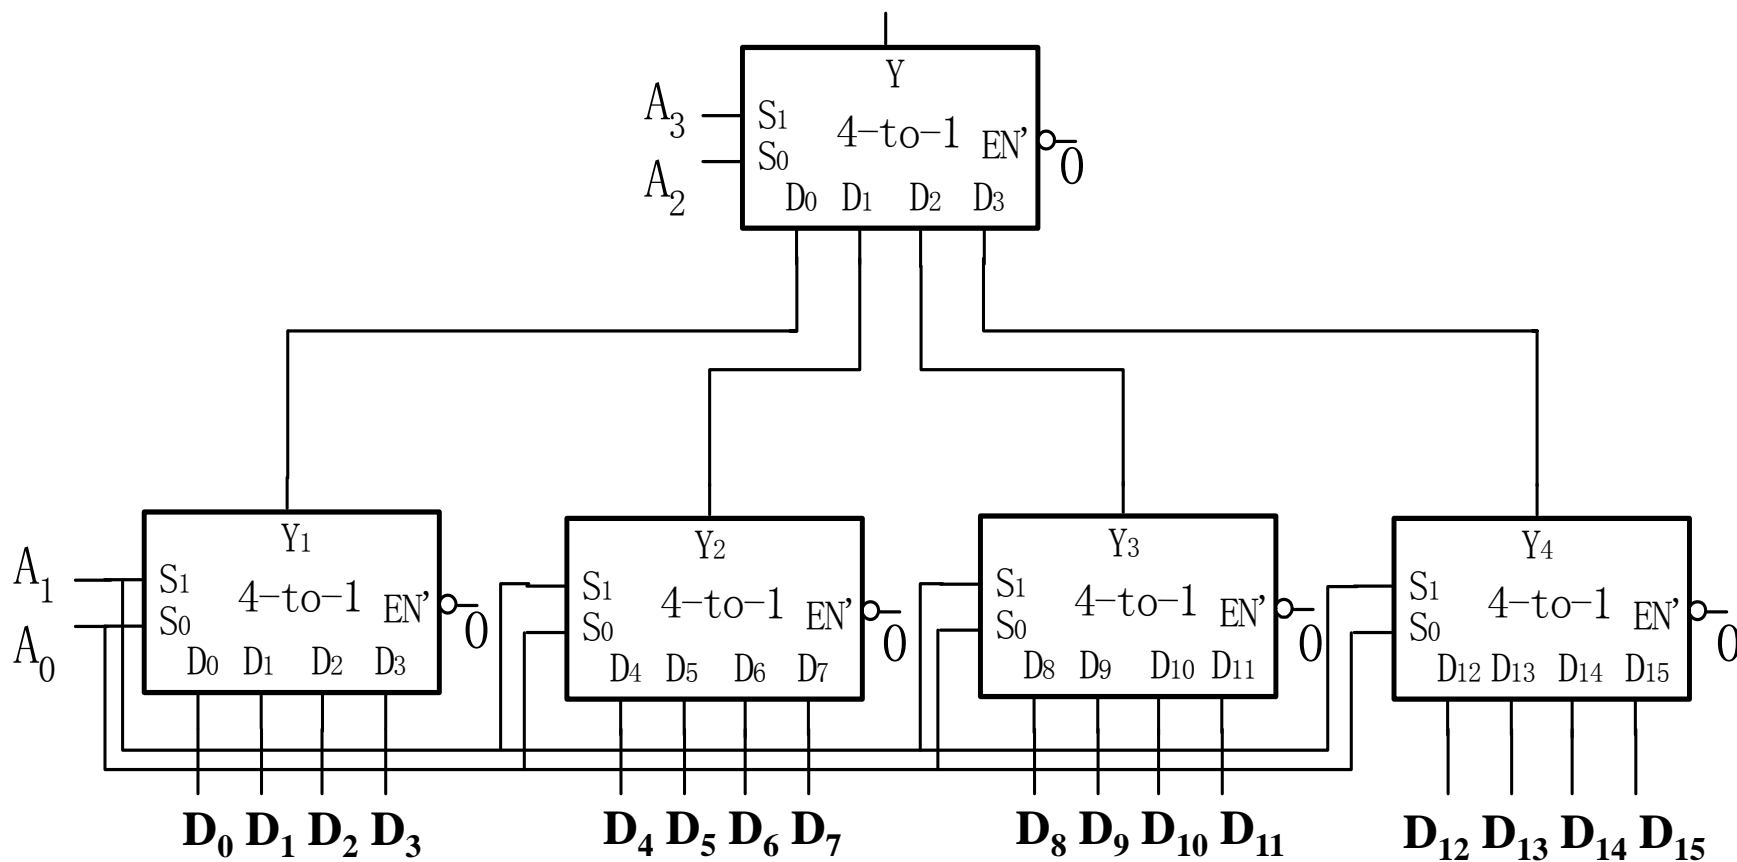 Y
A3 S1 4-to-1 EN' 0
A2 S0
D0 D1 D2 D3
Y1 Y2 Y3 Y4
A1 S1 4-to-1 EN' 0 S1 4-to-1 EN' 0 S1 4-to-1 EN' 0 S1 4-to-1 EN' 0
A0 S0 S0 S0 S0
D0 D1 D2 D3 D4 D5 D6 D7 D8 D9 D10 D11 D12 D13 D14 D15
D0 D1 D2 D3 D4 D5 D6 D7 D8 D9 D10 D11 D12 D13 D14 D15